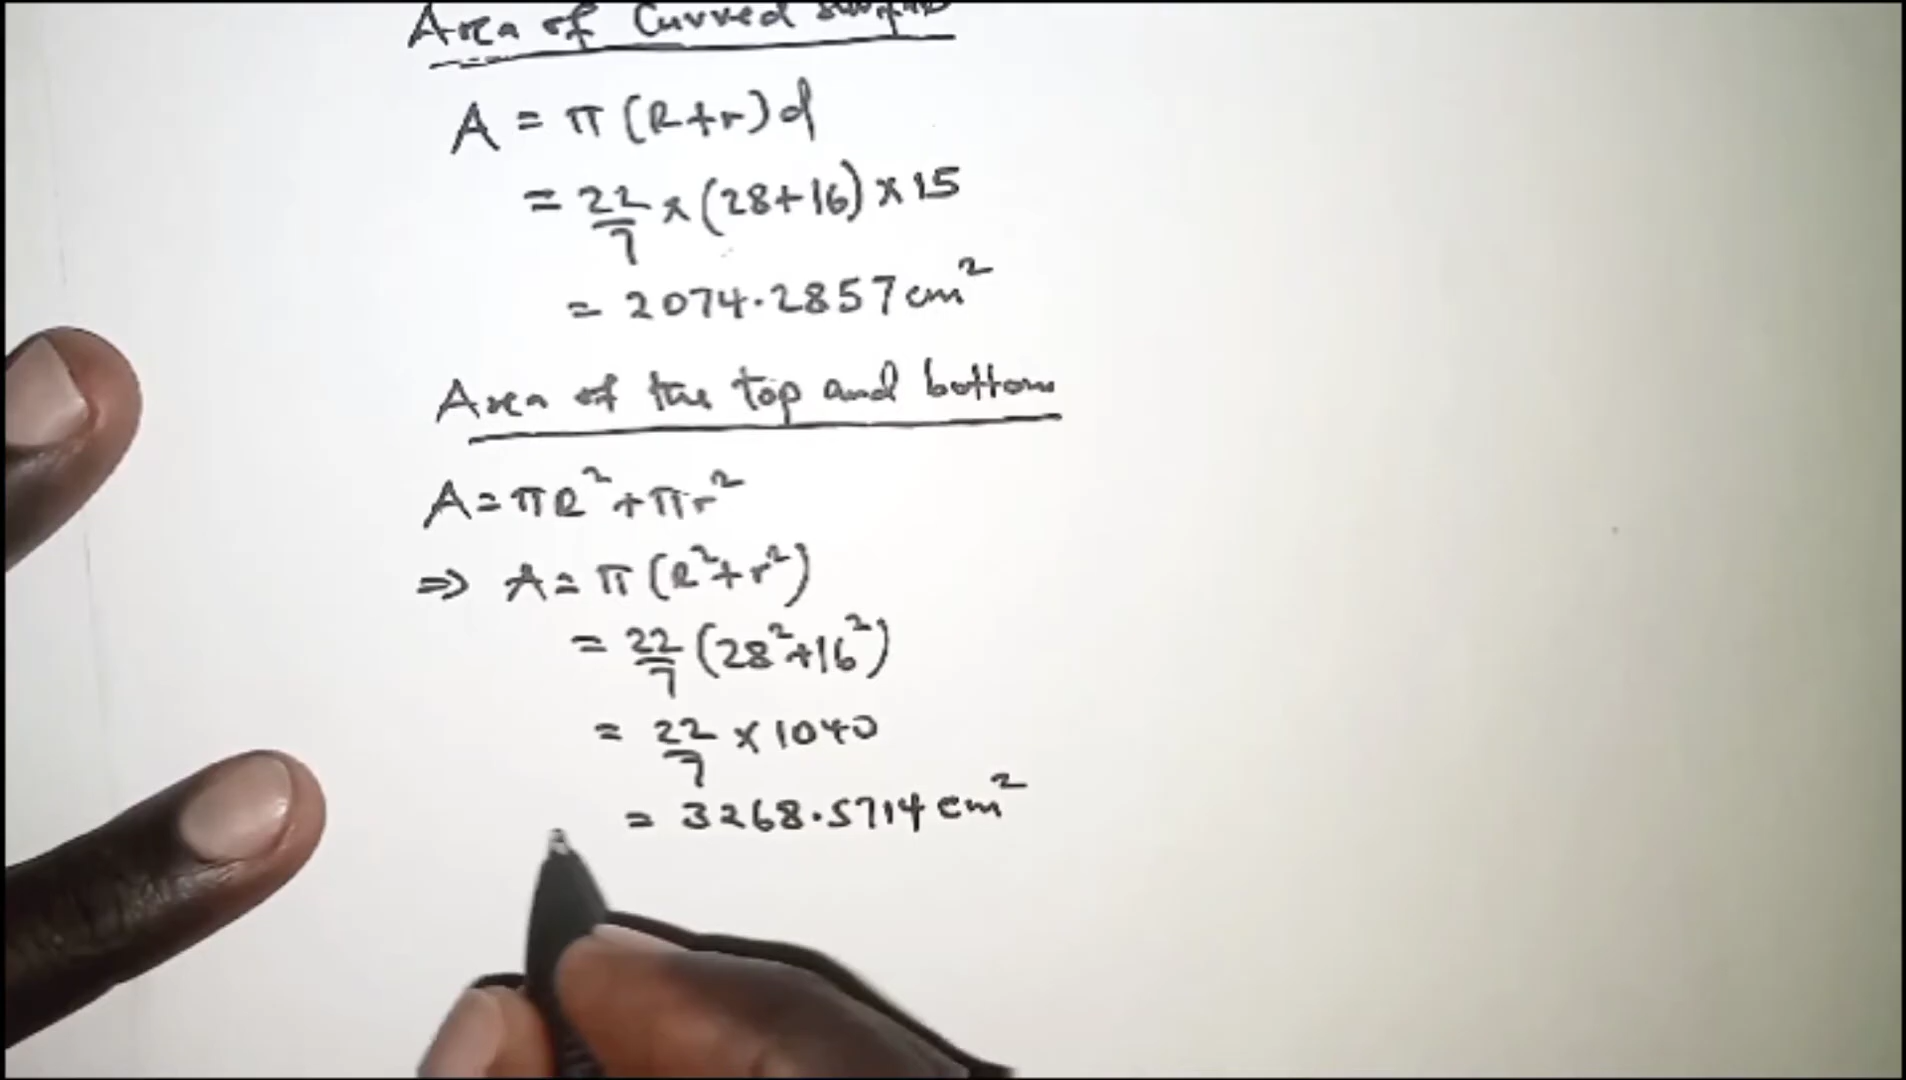 Area of Curved surface
A = π (R+r)d
= 22/7 × (28+16) × 15
= 2074.2857 cm²
Area of the top and bottom
A = πR² + πr²
⇒ A = π (R²+r²)
= 22/7 (28²+16²)
= 22/7 × 1040
= 3268.5714 cm²